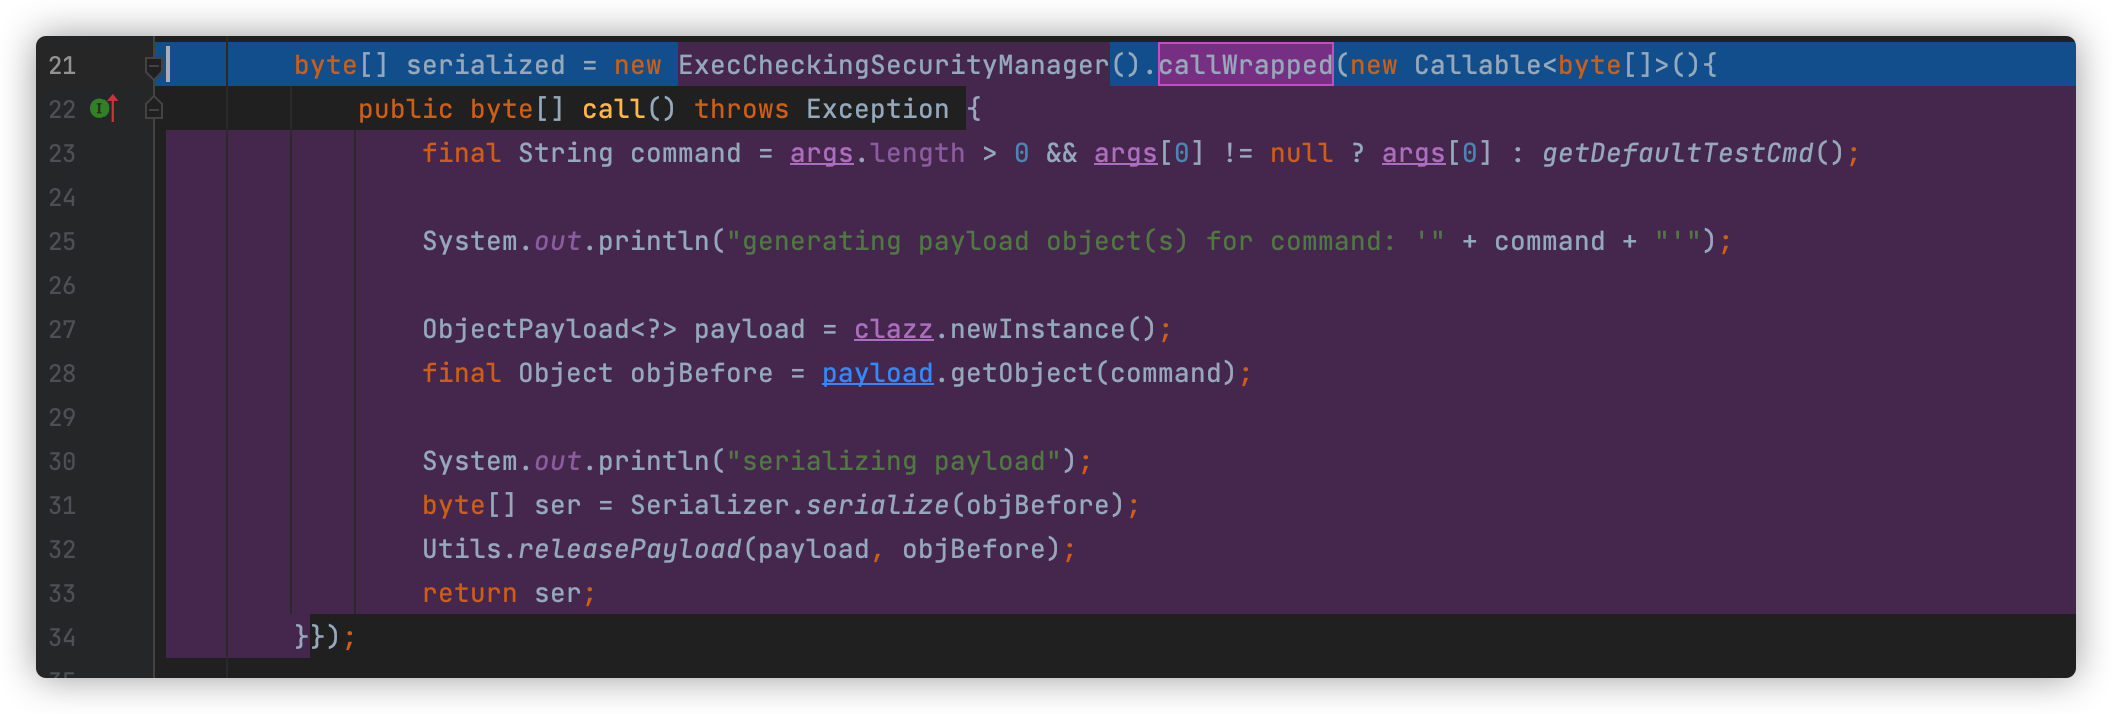 21 byte[] serialized = new ExecCheckingSecurityManager().callWrapped(new Callable<byte[]>(){
22 public byte[] call() throws Exception {
23 final String command = args.length > 0 && args[0] != null ? args[0] : getDefaultTestCmd();
24
25 System.out.println("generating payload object(s) for command: '" + command + "'");
26
27 ObjectPayload<?> payload = clazz.newInstance();
28 final Object objBefore = payload.getObject(command);
29
30 System.out.println("serializing payload");
31 byte[] ser = Serializer.serialize(objBefore);
32 Utils.releasePayload(payload, objBefore);
33 return ser;
34 }});